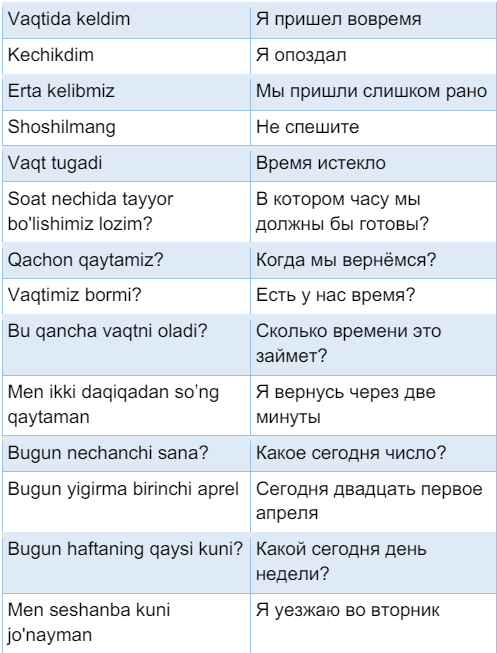 Vaqtida keldim
Я пришел вовремя
Kechikdim
Я опоздал
Erta kelibmiz
Мы пришли слишком рано
Shoshilmang
Не спешите
Vaqt tugadi
Время истекло
Soat nechida tayyor
bo'lishimiz lozim?
В котором часу мы
должны бы готовы?
Qachon qaytamiz?
Когда мы вернёмся?
Vaqtimiz bormi?
Есть у нас время?
Bu qancha vaqtni oladi?
Сколько времени это
займет?
Men ikki daqiqadan so’ng
qaytaman
Я вернусь через две
минуты
Bugun nechanchi sana?
Какое сегодня число?
Bugun yigirma birinchi aprel
Сегодня двадцать первое
апреля
Bugun haftaning qaysi kuni?
Какой сегодня день
недели?
Men seshanba kuni
jo'nayman
Я уезжаю во вторник